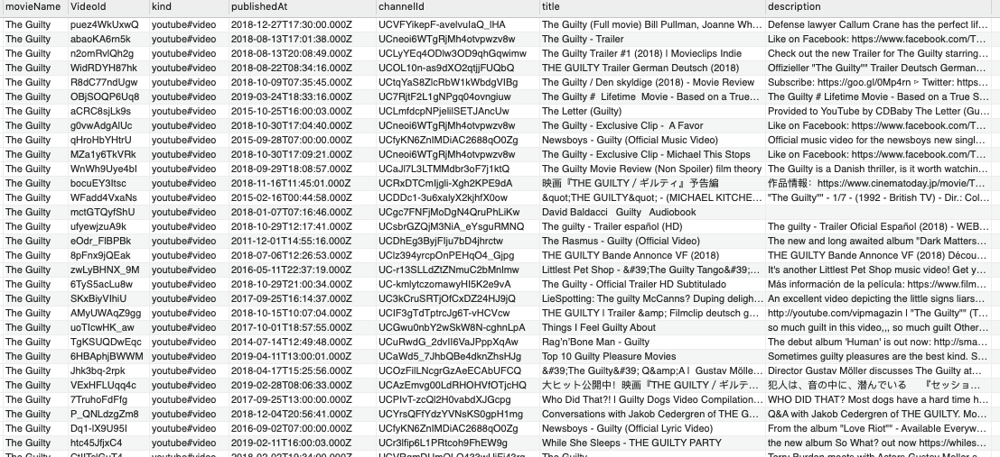 movieName VideoId kind publishedAt channelId title description
The Guilty puez4WkUxwQ youtube#video 2018-12-27T17:30:00.000Z UCVFYikepF-avelvuIaQ_lHA The Guilty (Full movie) Bill Pullman, Joanne Wh... Defense lawyer Callum Crane has the perfect lif...
The Guilty abaoKA6rn5k youtube#video 2018-08-13T17:01:38.000Z UCneoi6WTgRjMh4otvpwzv8w The Guilty - Trailer Like on Facebook: https://www.facebook.com/T...
The Guilty n2omRvlQh2g youtube#video 2018-08-13T20:08:49.000Z UCLyYEq4ODlw3OD9qhGqwimw The Guilty Trailer #1 (2018) | Movieclips Indie Check out the new Trailer for The Guilty starring...
The Guilty WidRDYH87hk youtube#video 2018-08-22T08:34:16.000Z UCOL10n-as9dXO2qtjjFUQbQ THE GUILTY Trailer German Deutsch (2018) Offizieller "The Guilty"" Trailer Deutsch German...
The Guilty R8dC77ndUgw youtube#video 2018-10-09T07:35:45.000Z UCtqYaS8ZlcRbW1kWbdgVIBg The Guilty / Den skyldige (2018) - Movie Review Subscribe: https://goo.gl/0Mp4rn ▹ Twitter: https...
The Guilty OBjSOQP6Uq8 youtube#video 2019-03-24T18:33:16.000Z UC7RjtF2L1gNPgq04ovngiuw The Guilty # Lifetime Movie - Based on a True... The Guilty # Lifetime Movie - Based on a True S...
The Guilty aCRC8sjLk9s youtube#video 2015-10-25T16:00:03.000Z UCLmfdcpNPjeliISETJAncUw The Letter (Guilty) Provided to YouTube by CDBaby The Letter (Gu...
The Guilty g0vwAdgAlUc youtube#video 2018-10-30T17:04:40.000Z UCneoi6WTgRjMh4otvpwzv8w The Guilty - Exclusive Clip - A Favor Like on Facebook: https://www.facebook.com/T...
The Guilty qHroHbYHtrU youtube#video 2015-09-28T07:00:00.000Z UCfyKN6ZnIMDiAC2688qO0Zg Newsboys - Guilty (Official Music Video) Official music video for the newsboys new singl...
The Guilty MZa1y6TkVRk youtube#video 2018-10-30T17:09:21.000Z UCneoi6WTgRjMh4otvpwzv8w The Guilty - Exclusive Clip - Michael This Stops Like on Facebook: https://www.facebook.com/T...
The Guilty WnWh9Uye4bI youtube#video 2018-09-29T18:08:57.000Z UCaJl7L3LTMMdbr3oF7j1ktQ The Guilty Movie Review (Non Spoiler) film theory The Guilty is a Danish thriller, is it worth watchin...
The Guilty bocuEY3Itsc youtube#video 2018-11-16T11:45:01.000Z UCRxDTCmIjgli-Xgh2KPE9dA 映画『THE GUILTY / ギルティ』予告編 作品情報：https://www.cinematoday.jp/movie/T...
The Guilty WFadd4VxaNs youtube#video 2015-02-16T00:44:58.000Z UCDDc1-3u6xalyX2kjhfX0ow &quot;THE GUILTY&quot; - (MICHAEL KITCHE... "The Guilty"" - 1/7 - (1992 - British TV) - Dir.: Col...
The Guilty mctGTQyfShU youtube#video 2018-01-07T07:16:46.000Z UCgc7FNFjMoDgN4QruPhLikw David Baldacci Guilty Audiobook
The Guilty ufyewjzuA9k youtube#video 2018-10-29T12:17:41.000Z UCsbrGZQjM3NiA_eYsguRMNQ The guilty - Trailer español (HD) The guilty - Trailer Oficial Español (2018) - WEB...
The Guilty eOdr_FlBPBk youtube#video 2011-12-01T14:55:16.000Z UCDhEg3ByjFIju7bD4jhrctw The Rasmus - Guilty (Official Video) The new and long awaited album "Dark Matters...
The Guilty 8pFnx9jQEak youtube#video 2018-07-06T12:26:53.000Z UClz394yrcpOnPEHqO4_Gjpg THE GUILTY Bande Annonce VF (2018) THE GUILTY Bande Annonce VF (2018) Décou...
The Guilty zwLyBHNX_9M youtube#video 2016-05-11T22:37:19.000Z UC-r13SLLdZtZNmuC2bMnImw Littlest Pet Shop - &#39;The Guilty Tango&#39;... It's another Littlest Pet Shop music video! Get y...
The Guilty 6TyS5acLu8w youtube#video 2018-10-29T21:00:34.000Z UC-kmlytczomawyHI5K2e9vA The Guilty - Official Trailer HD Subtitulado Más información de la película: https://www.film...
The Guilty SKxBiyVIhiU youtube#video 2017-09-25T16:14:37.000Z UC3kCruSRTjOfCxDZ24HJ9jQ LieSpotting: The guilty McCanns? Duping deligh... An excellent video depicting the little signs liars...
The Guilty AMyUWAqZ9gg youtube#video 2018-10-15T10:07:04.000Z UCIF3gTdTptrcJg6T-vHCVcw THE GUILTY | Trailer &amp; Filmclip deutsch g... http://youtube.com/vipmagazin | "The Guilty"" (T...
The Guilty uoTIcwHK_aw youtube#video 2017-10-01T18:57:55.000Z UCGwu0nbY2wSkW8N-cghnLpA Things I Feel Guilty About so much guilt in this video,,, so much guilt Other...
The Guilty TgKSUQDwEqc youtube#video 2014-07-14T12:49:48.000Z UCuRwdG_2dvII6VaJPppXqAw Rag'n'Bone Man - Guilty The debut album 'Human' is out now: http://sma...
The Guilty 6HBAphjBWWM youtube#video 2019-04-11T13:00:01.000Z UCaWd5_7JhbQBe4dknZhsHJg Top 10 Guilty Pleasure Movies Sometimes guilty pleasures are the best kind. S...
The Guilty Jhk3bq-2rpk youtube#video 2018-04-17T15:25:56.000Z UCOzFilLNcgrGzAeECAbUFCQ &#39;The Guilty&#39; Q&amp;A | Gustav Mölle... Director Gustav Möller discusses The Guilty at...
The Guilty VExHFLUqq4c youtube#video 2019-02-28T08:06:33.000Z UCAzEmvg00LdRHOHVfOTjcHQ 大ヒット公開中！映画『THE GUILTY / ギルテ... 犯人は、音の中に、潜んでいる 『セッショ...
The Guilty 7TruhoFdFfg youtube#video 2017-09-25T13:00:00.000Z UCPIvT-zcQl2H0vabdXJGcpg Who Did That?! | Guilty Dogs Video Compilation... WHO DID THAT? Most dogs have a hard time h...
The Guilty P_QNLdzgZm8 youtube#video 2018-12-04T20:56:41.000Z UCYrsQFfYdzYVNsKS0gpH1mg Conversations with Jakob Cedergren of THE G... Q&A with Jakob Cedergren of THE GUILTY. Mo...
The Guilty Dq1-lX9U95I youtube#video 2016-09-02T07:00:00.000Z UCfyKN6ZnIMDiAC2688qO0Zg Newsboys - Guilty (Official Lyric Video) From the album "Love Riot"" - Available Everyw...
The Guilty htc45JfjxC4 youtube#video 2019-02-11T16:00:03.000Z UCr3lfip6L1PRtcoh9FhEW9g While She Sleeps - THE GUILTY PARTY the new album So What? out now https://whiles...